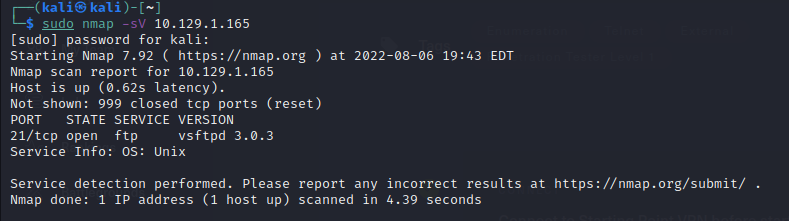 ┌──(kali㉿kali)-[~]
└─$ sudo nmap -sV 10.129.1.165
[sudo] password for kali:
Starting Nmap 7.92 ( https://nmap.org ) at 2022-08-06 19:43 EDT
Nmap scan report for 10.129.1.165
Host is up (0.62s latency).
Not shown: 999 closed tcp ports (reset)
PORT   STATE SERVICE VERSION
21/tcp open  ftp     vsftpd 3.0.3
Service Info: OS: Unix

Service detection performed. Please report any incorrect results at https://nmap.org/submit/ .
Nmap done: 1 IP address (1 host up) scanned in 4.39 seconds